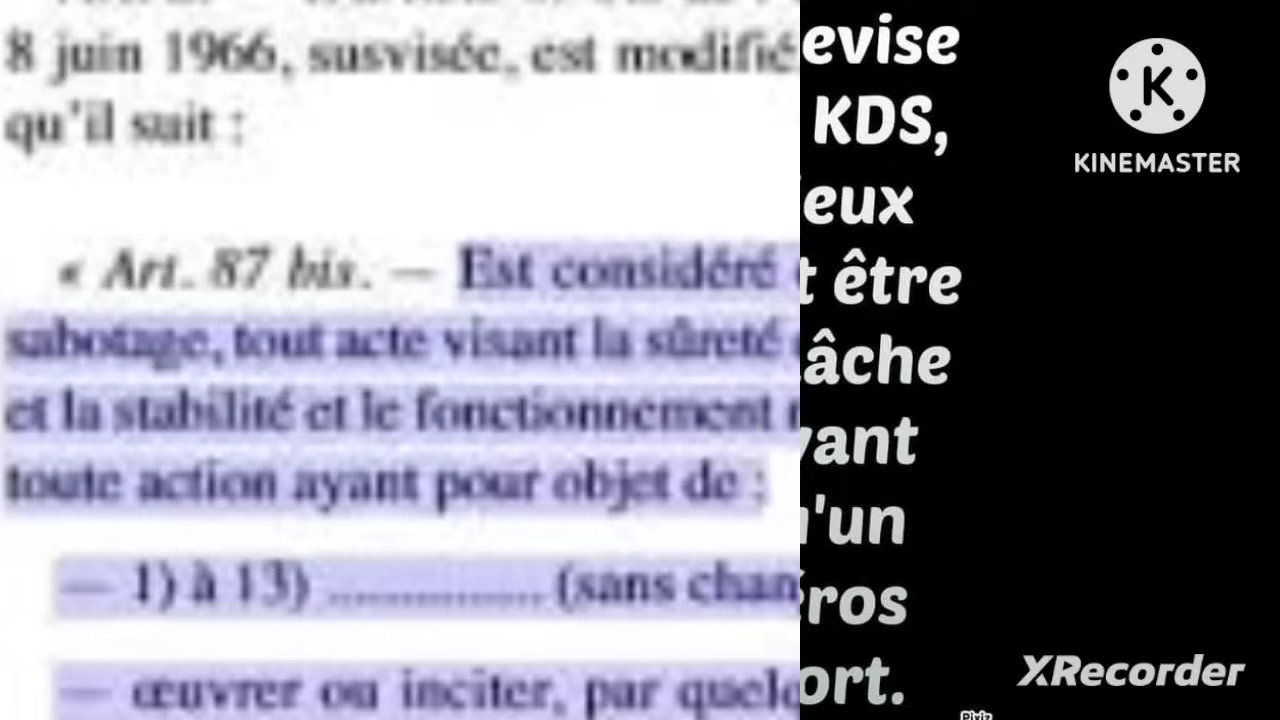 8 juin 1966, susvisée, est modifié
qu'il suit :
« Art. 87 bis. — Est considéré
sabotage, tout acte visant la sûreté
et la stabilité et le fonctionnement
toute action ayant pour objet de :
— 1) à 13) ................ (sans chan
— œuvrer ou inciter, par quelq
evise
KDS,
eux
t être
âche
vant
'un
éros
ort.
KINEMASTER
XRecorder